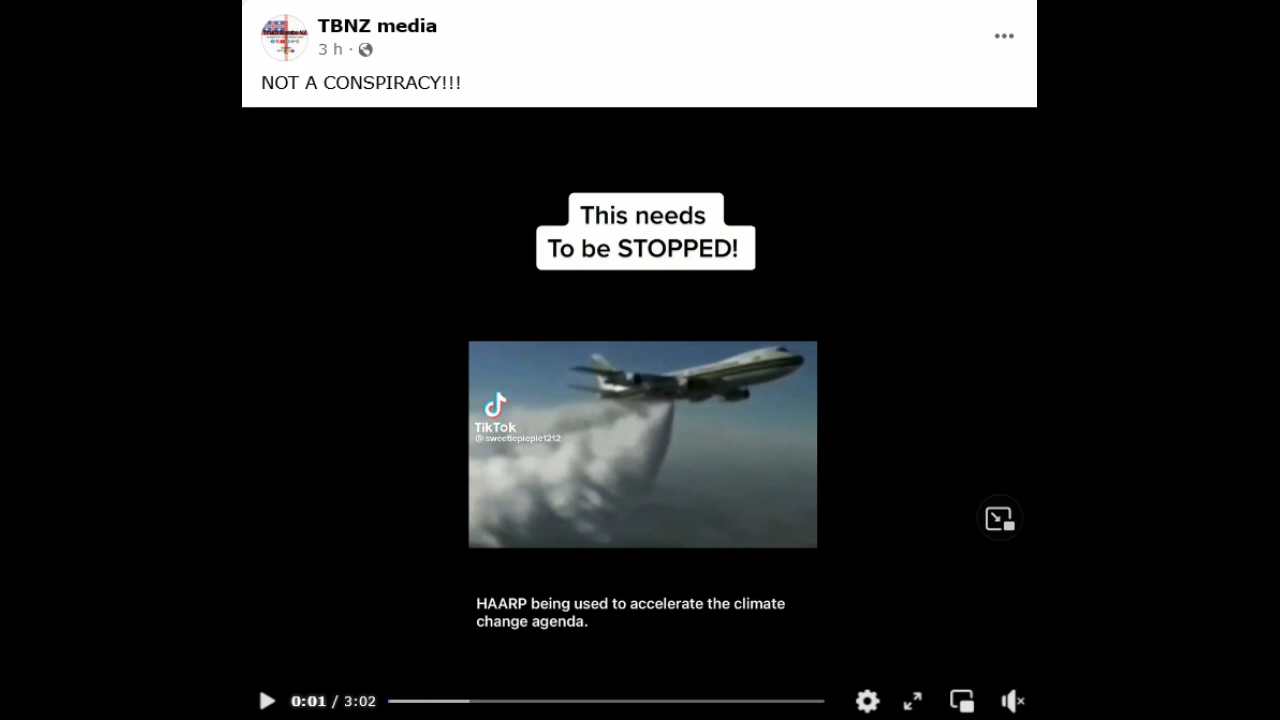 TBNZ media
3 h ·
NOT A CONSPIRACY!!!
This needs
To be STOPPED!
TikTok
@sweetiepiepie1212
HAARP being used to accelerate the climate
change agenda.
0:01 / 3:02